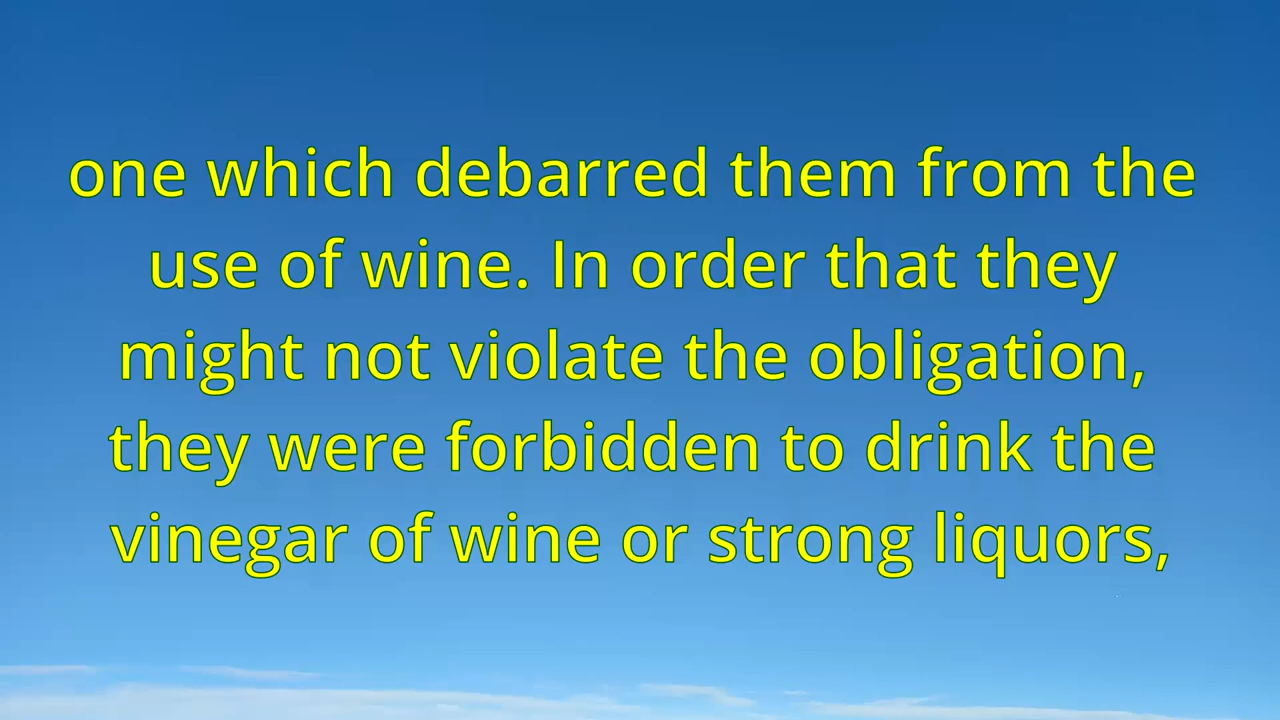 one which debarred them from the
use of wine. In order that they
might not violate the obligation,
they were forbidden to drink the
vinegar of wine or strong liquors,